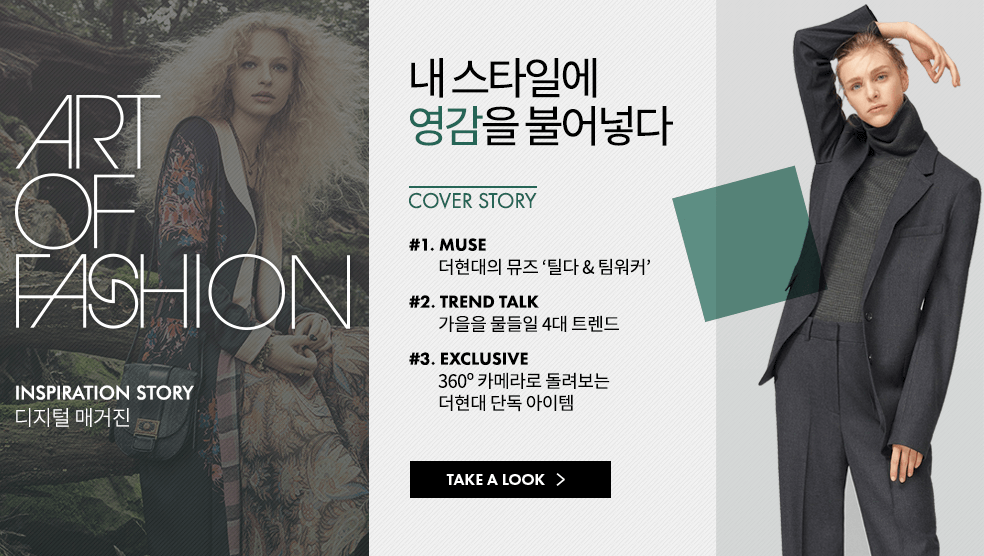 ART
OF
FASHION
INSPIRATION STORY
디지털 매거진
내 스타일에
영감을 불어넣다
COVER STORY
#1. MUSE
더현대의 뮤즈 ‘틸다 & 팀워커’
#2. TREND TALK
가을을 물들일 4대 트렌드
#3. EXCLUSIVE
360º 카메라로 돌려보는
더현대 단독 아이템
TAKE A LOOK >